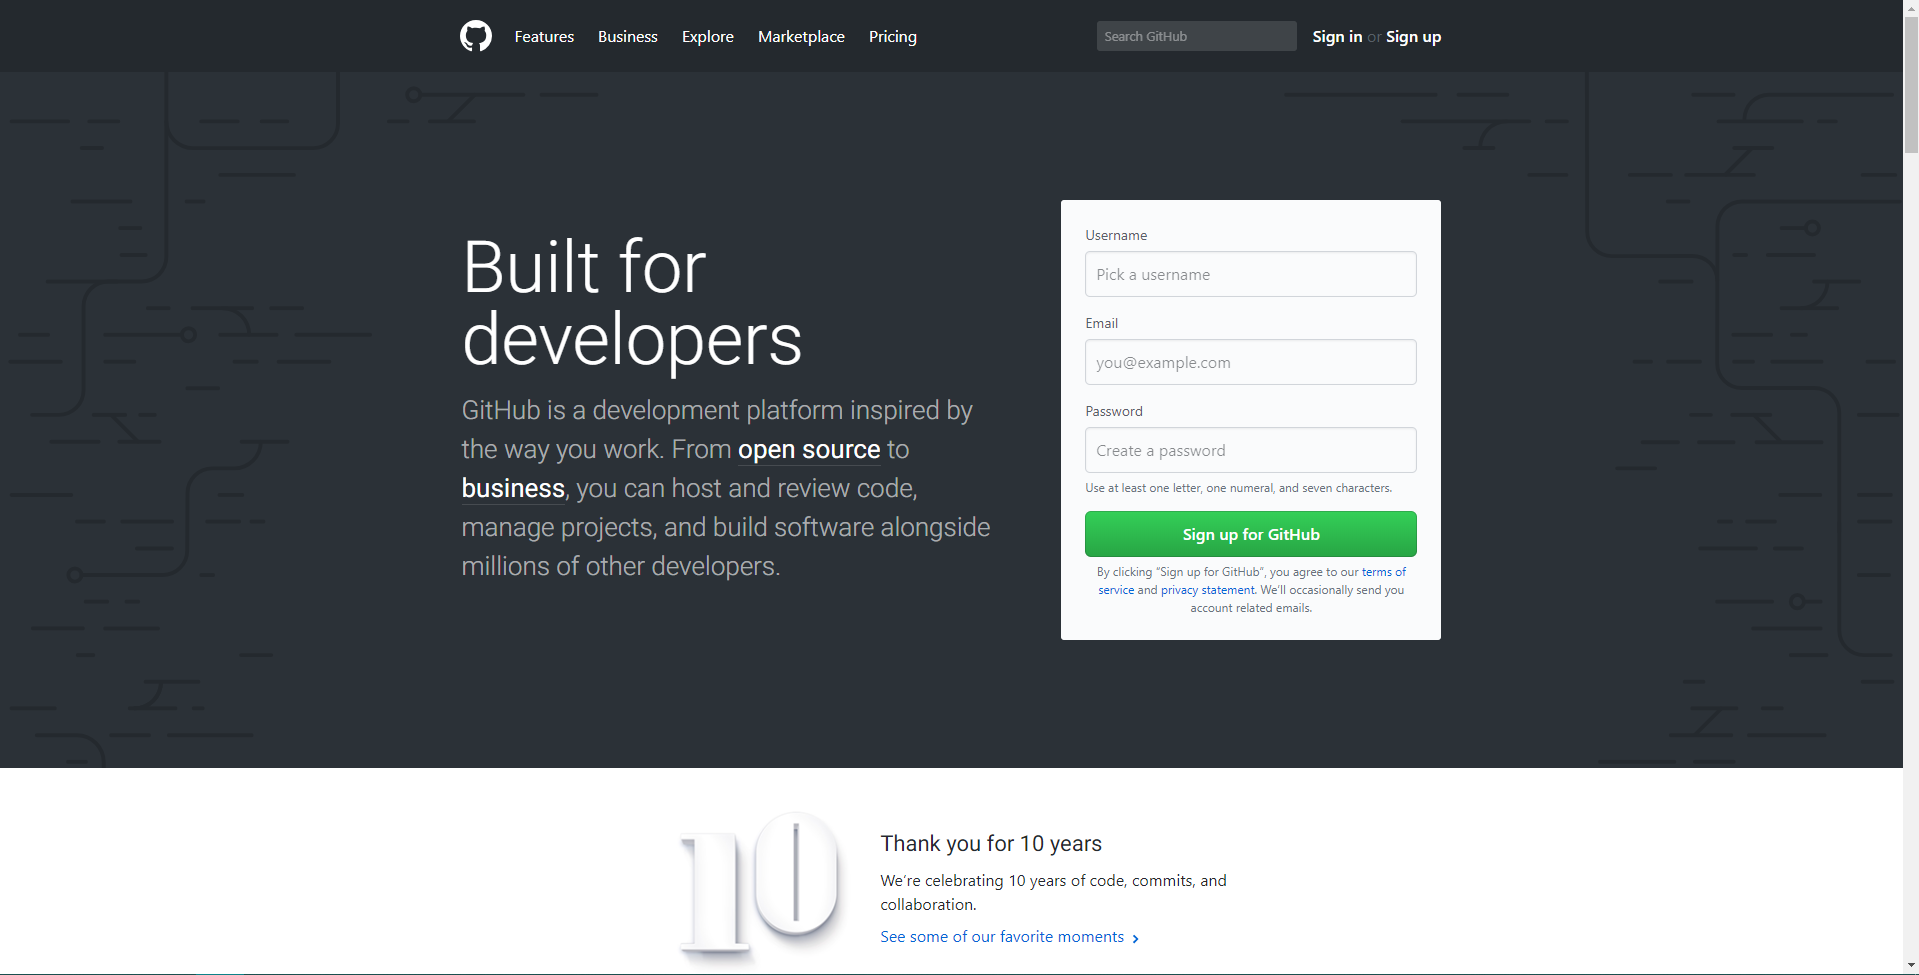 Features Business Explore Marketplace Pricing Search GitHub Sign in or Sign up
Built for
developers
GitHub is a development platform inspired by
the way you work. From open source to
business, you can host and review code,
manage projects, and build software alongside
millions of other developers.
Username
Pick a username
Email
you@example.com
Password
Create a password
Use at least one letter, one numeral, and seven characters.
Sign up for GitHub
By clicking “Sign up for GitHub”, you agree to our terms of
service and privacy statement. We’ll occasionally send you
account related emails.
10
Thank you for 10 years
We’re celebrating 10 years of code, commits, and
collaboration.
See some of our favorite moments